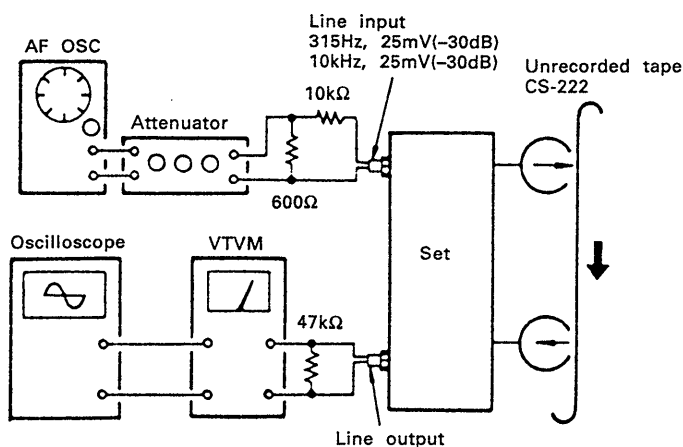 Line input
315Hz, 25mV(–30dB)
10kHz, 25mV(–30dB)
AF OSC
Unrecorded tape
CS-222
10kΩ
Attenuator
600Ω
Oscilloscope
VTVM
Set
47kΩ
Line output